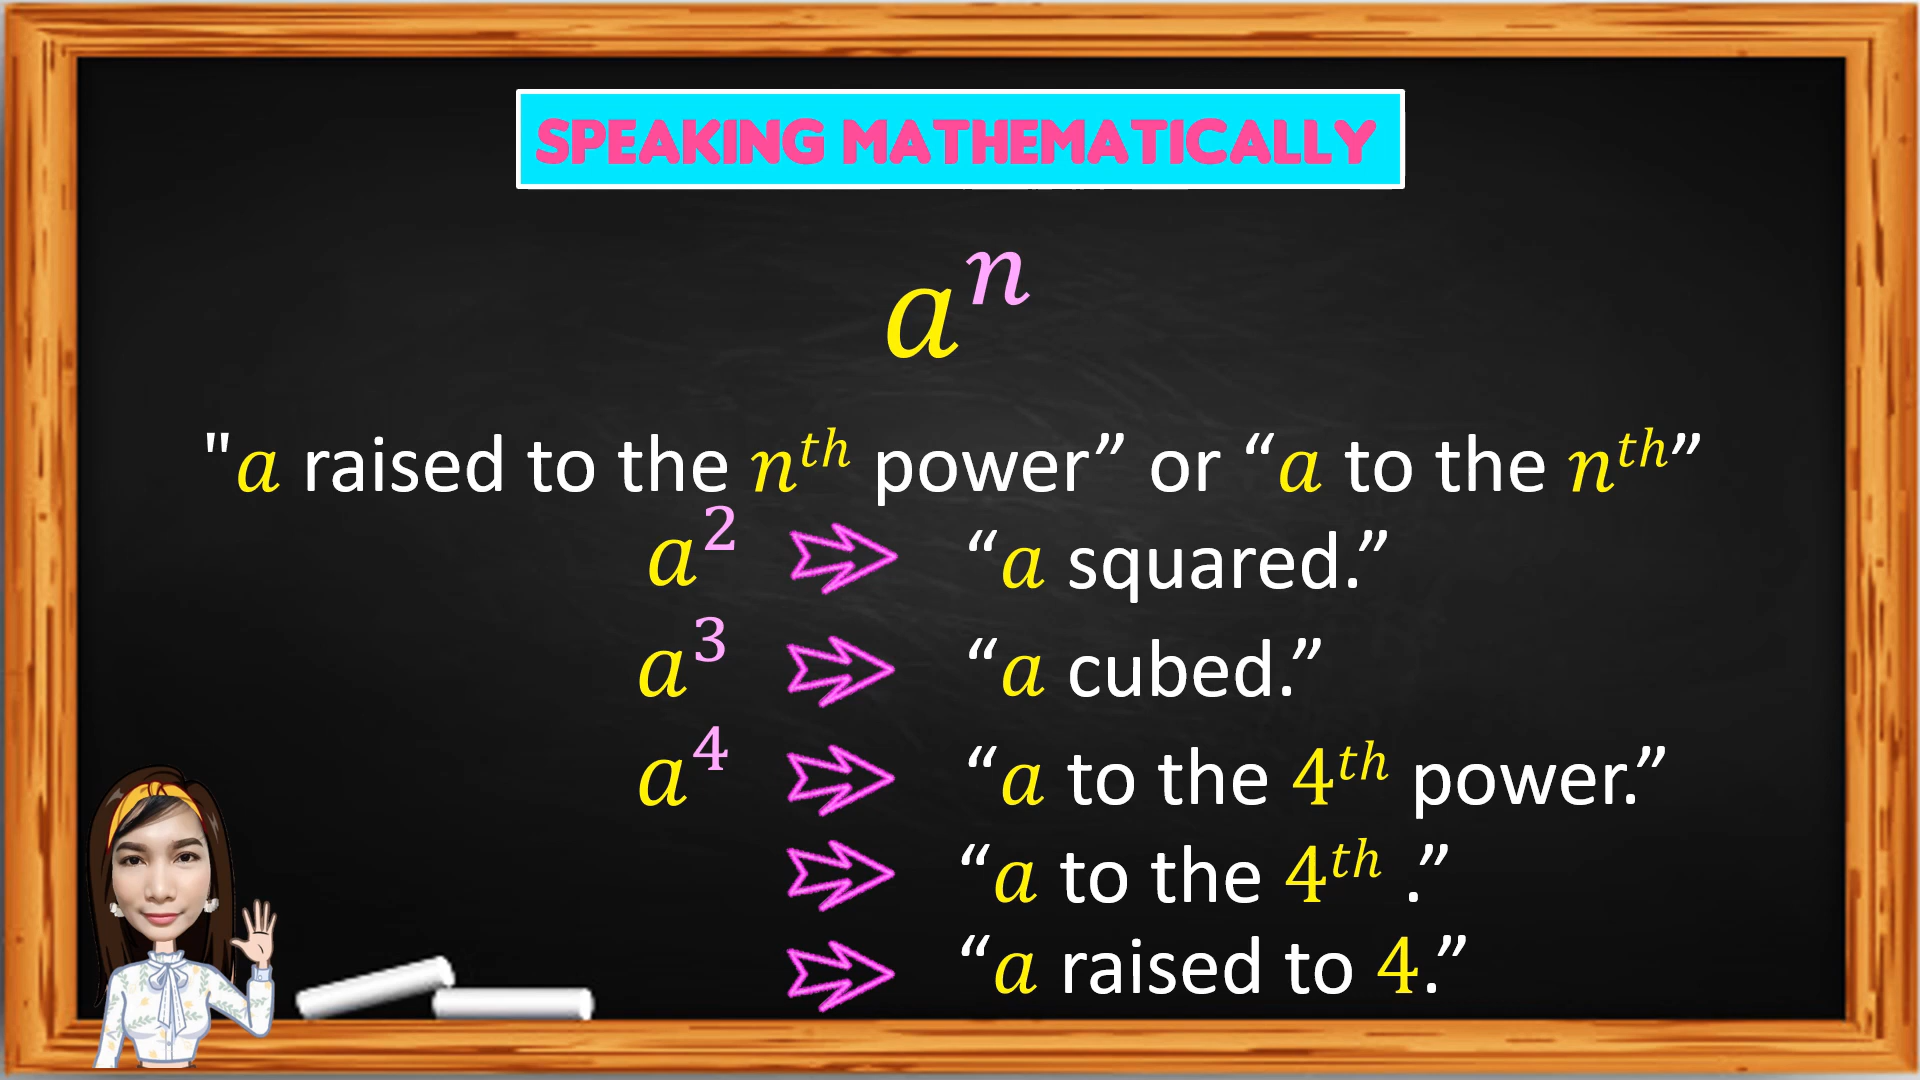 SPEAKING MATHEMATICALLY
aⁿ
"a raised to the nᵗʰ power” or “a to the nᵗʰ”
a² “a squared.”
a³ “a cubed.”
a⁴ “a to the 4ᵗʰ power.”
“a to the 4ᵗʰ .”
“a raised to 4.”